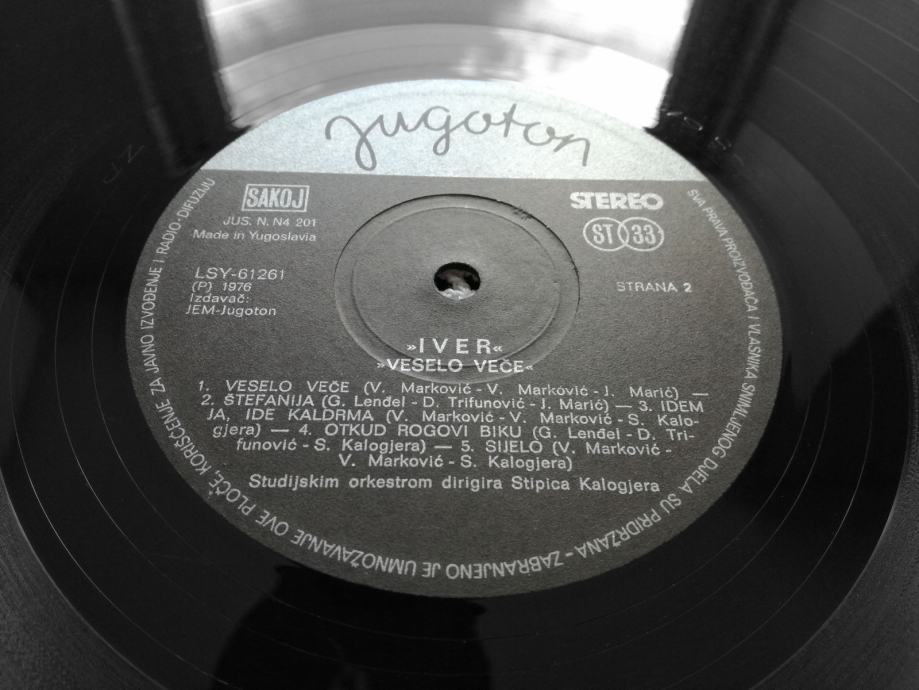 jugoton
SAKOJ
JUS. N. N4 201
Made in Yugoslavia
STEREO
ST 33
LSY-61261
(P) 1976
Izdavač:
JEM-Jugoton
STRANA 2
»IVER«
»VESELO VEČE«
1. VESELO VEČE (V. Marković - V. Marković - J. Marić) —
2. ŠTEFANIJA (G. Lenđel - D. Trifunović - J. Marić) — 3. IDEM
JA, IDE KALDRMA (V. Marković - V. Marković - S. Kalo-
gjera) — 4. OTKUD ROGOVI BIKU (G. Lenđel - D. Tri-
funović - S. Kalogjera) — 5. SIJELO (V. Marković -
V. Marković - S. Kalogjera)
Studijskim orkestrom dirigira Stipica Kalogjera
SVA PRAVA PROIZVOĐAČA I VLASNIKA SNIMLJENOG DJELA SU PRIDRŽANA - ZABRANJENO JE UMNOŽAVANJE OVE PLOČE, KORIŠĆENJE ZA JAVNO IZVOĐENJE I RADIO-DIFUZIJU